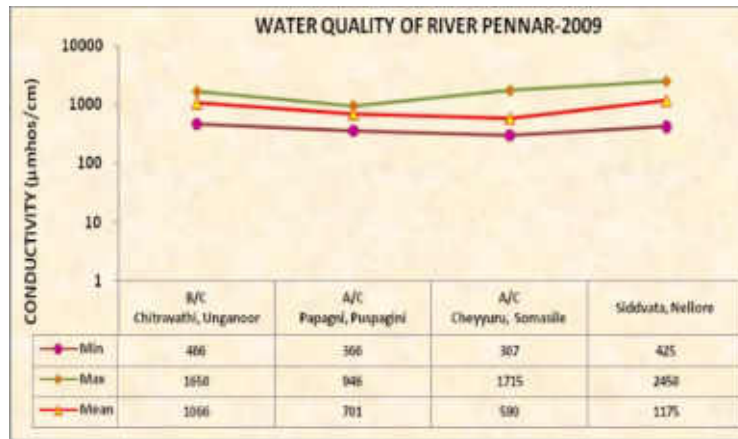 WATER QUALITY OF RIVER PENNAR-2009
CONDUCTIVITY (µmhos/cm)
10000
1000
100
10
1
B/C
Chitravathi, Unganoor
A/C
Papagni, Puspagini
A/C
Cheyyuru, Somasile
Siddvata, Nellore
Min 466 366 307 425
Max 1650 946 1715 2450
Mean 1066 701 590 1175